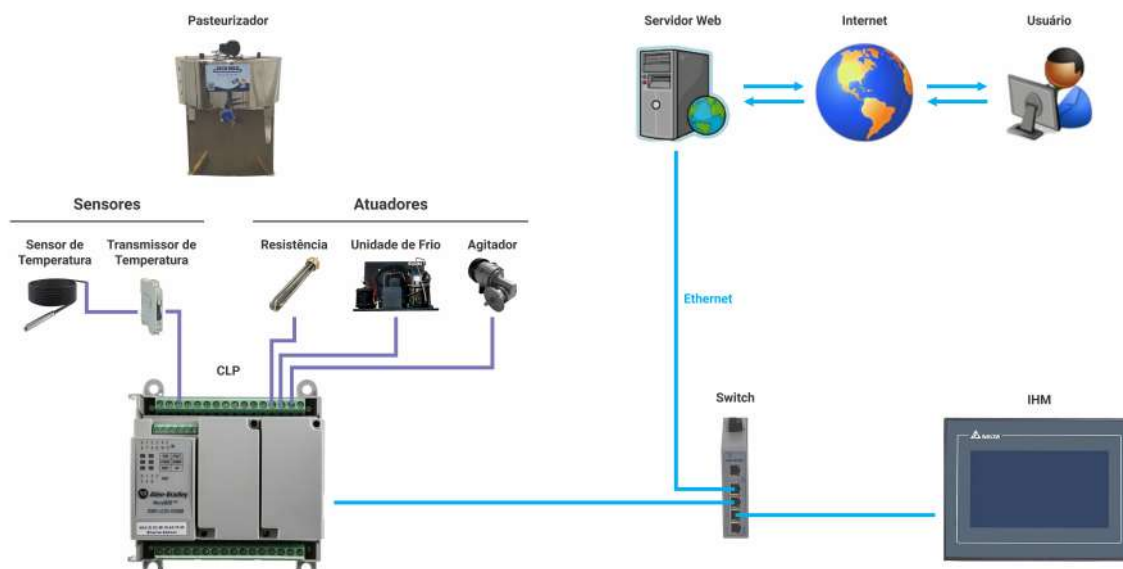 Pasteurizador
Servidor Web
Internet
Usuário
Sensores
Atuadores
Sensor de
Temperatura
Transmissor de
Temperatura
Resistência
Unidade de Frio
Agitador
Ethernet
CLP
Switch
IHM
Allen-Bradley